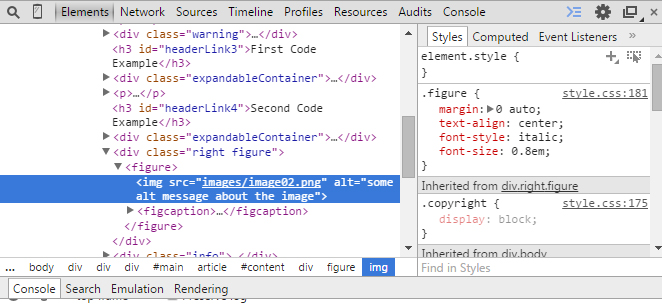 Elements Network Sources Timeline Profiles Resources Audits Console
<div class="warning">…</div>
<h3 id="headerLink3">First Code
Example</h3>
<div class="expandableContainer">…</div>
<p>…</p>
<h3 id="headerLink4">Second Code
Example</h3>
<div class="expandableContainer">…</div>
<div class="right figure">
<figure>
<img src="images/image02.png" alt="some
alt message about the image">
<figcaption>…</figcaption>
</figure>
</div>
<div class="info">…</div>
... body div div div #main article #content div figure img
Styles Computed Event Listeners »
element.style {
}
.figure { style.css:181
margin: 0 auto;
text-align: center;
font-style: italic;
font-size: 0.8em;
}
Inherited from div.right.figure
.copyright { style.css:175
display: block;
}
Inherited from div.body
Find in Styles
Console Search Emulation Rendering